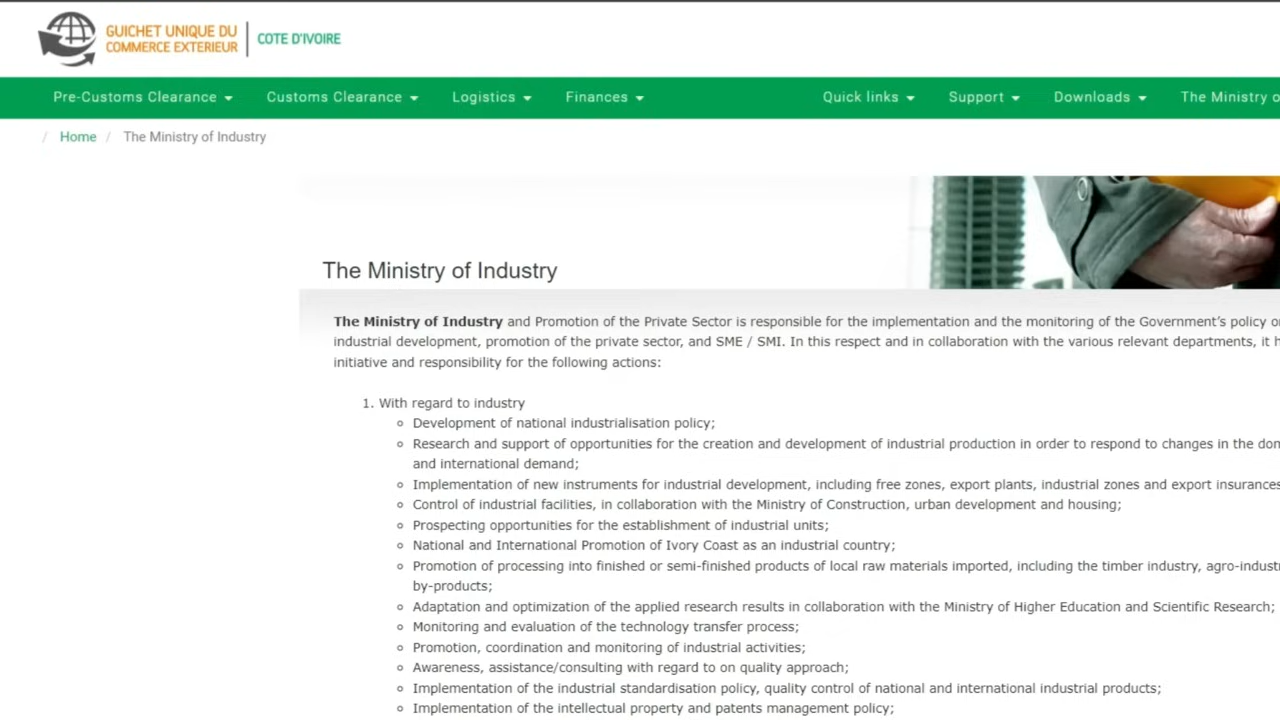 GUICHET UNIQUE DU
COMMERCE EXTERIEUR
COTE D'IVOIRE
Pre-Customs Clearance Customs Clearance Logistics Finances Quick links Support Downloads The Ministry
/ Home / The Ministry of Industry
The Ministry of Industry
The Ministry of Industry and Promotion of the Private Sector is responsible for the implementation and the monitoring of the Government's policy
industrial development, promotion of the private sector, and SME / SMI. In this respect and in collaboration with the various relevant departments, it
initiative and responsibility for the following actions:
1. With regard to industry
Development of national industrialisation policy;
Research and support of opportunities for the creation and development of industrial production in order to respond to changes in the
and international demand;
Implementation of new instruments for industrial development, including free zones, export plants, industrial zones and export insurances
Control of industrial facilities, in collaboration with the Ministry of Construction, urban development and housing;
Prospecting opportunities for the establishment of industrial units;
National and International Promotion of Ivory Coast as an industrial country;
Promotion of processing into finished or semi-finished products of local raw materials imported, including the timber industry,
by-products;
Adaptation and optimization of the applied research results in collaboration with the Ministry of Higher Education and Scientific Research;
Monitoring and evaluation of the technology transfer process;
Promotion, coordination and monitoring of industrial activities;
Awareness, assistance/consulting with regard to on quality approach;
Implementation of the industrial standardisation policy, quality control of national and international industrial products;
Implementation of the intellectual property and patents management policy;